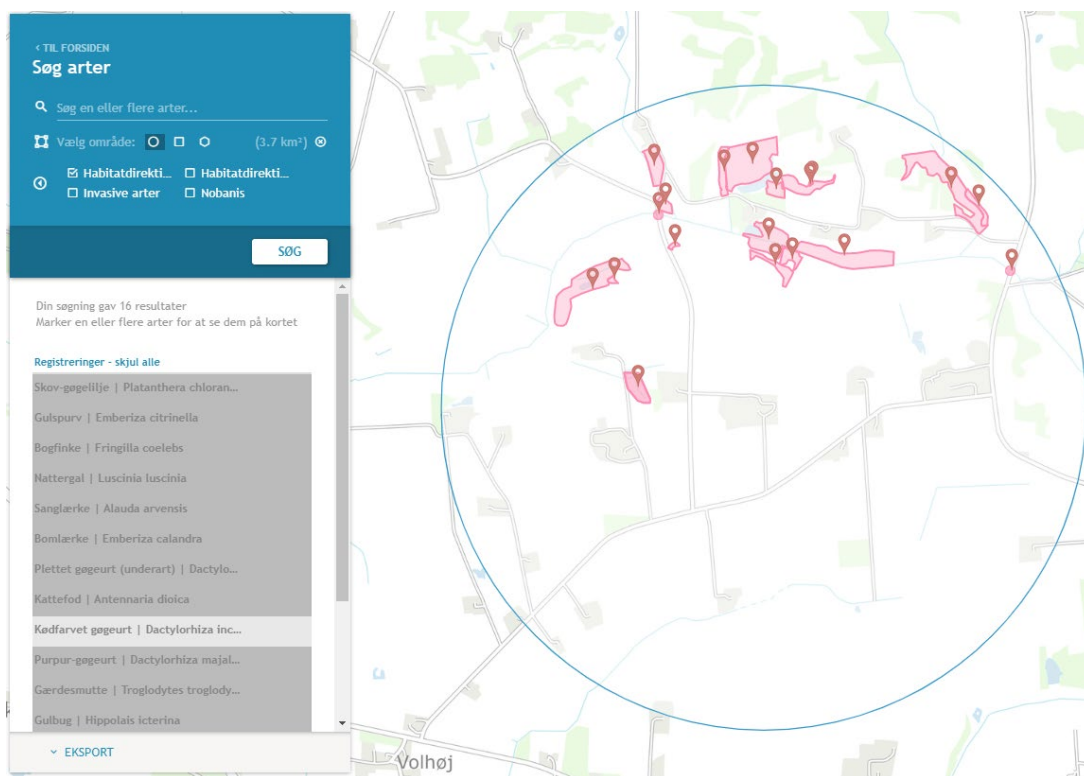 ‹ TIL FORSIDEN
Søg arter
Søg en eller flere arter...
Vælg område: (3.7 km²)
Habitatdirekti... Habitatdirekti...
Invasive arter Nobanis
SØG
Din søgning gav 16 resultater
Marker en eller flere arter for at se dem på kortet
Registreringer - skjul alle
Skov-gøgelilje | Platanthera chloran...
Gulspurv | Emberiza citrinella
Bogfinke | Fringilla coelebs
Nattergal | Luscinia luscinia
Sanglærke | Alauda arvensis
Bomlærke | Emberiza calandra
Plettet gøgeurt (underart) | Dactylo...
Kattefod | Antennaria dioica
Kødfarvet gøgeurt | Dactylorhiza inc...
Purpur-gøgeurt | Dactylorhiza majal...
Gærdesmutte | Troglodytes troglody...
Gulbug | Hippolais icterina
EKSPORT
Volhøj